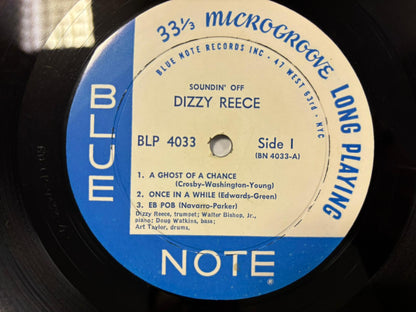 33⅓ MICROGROOVE LONG PLAYING
BLUE NOTE RECORDS INC • 47 WEST 63rd • NYC
SOUNDIN' OFF
DIZZY REECE
BLP 4033
Side 1
(BN 4033-A)
1. A GHOST OF A CHANCE
(Crosby-Washington-Young)
2. ONCE IN A WHILE (Edwards-Green)
3. EB POB (Navarro-Parker)
Dizzy Reece, trumpet; Walter Bishop, Jr.,
piano; Doug Watkins, bass;
Art Taylor, drums.
BLUE
NOTE ®